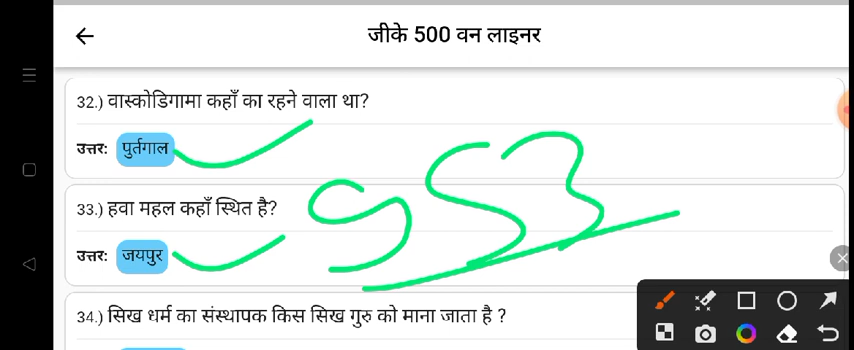 जीके 500 वन लाइनर
32.) वास्कोडिगामा कहाँ का रहने वाला था?
उत्तर: पुर्तगाल
33.) हवा महल कहाँ स्थित है?
उत्तर: जयपुर
953
34.) सिख धर्म का संस्थापक किस सिख गुरु को माना जाता है ?